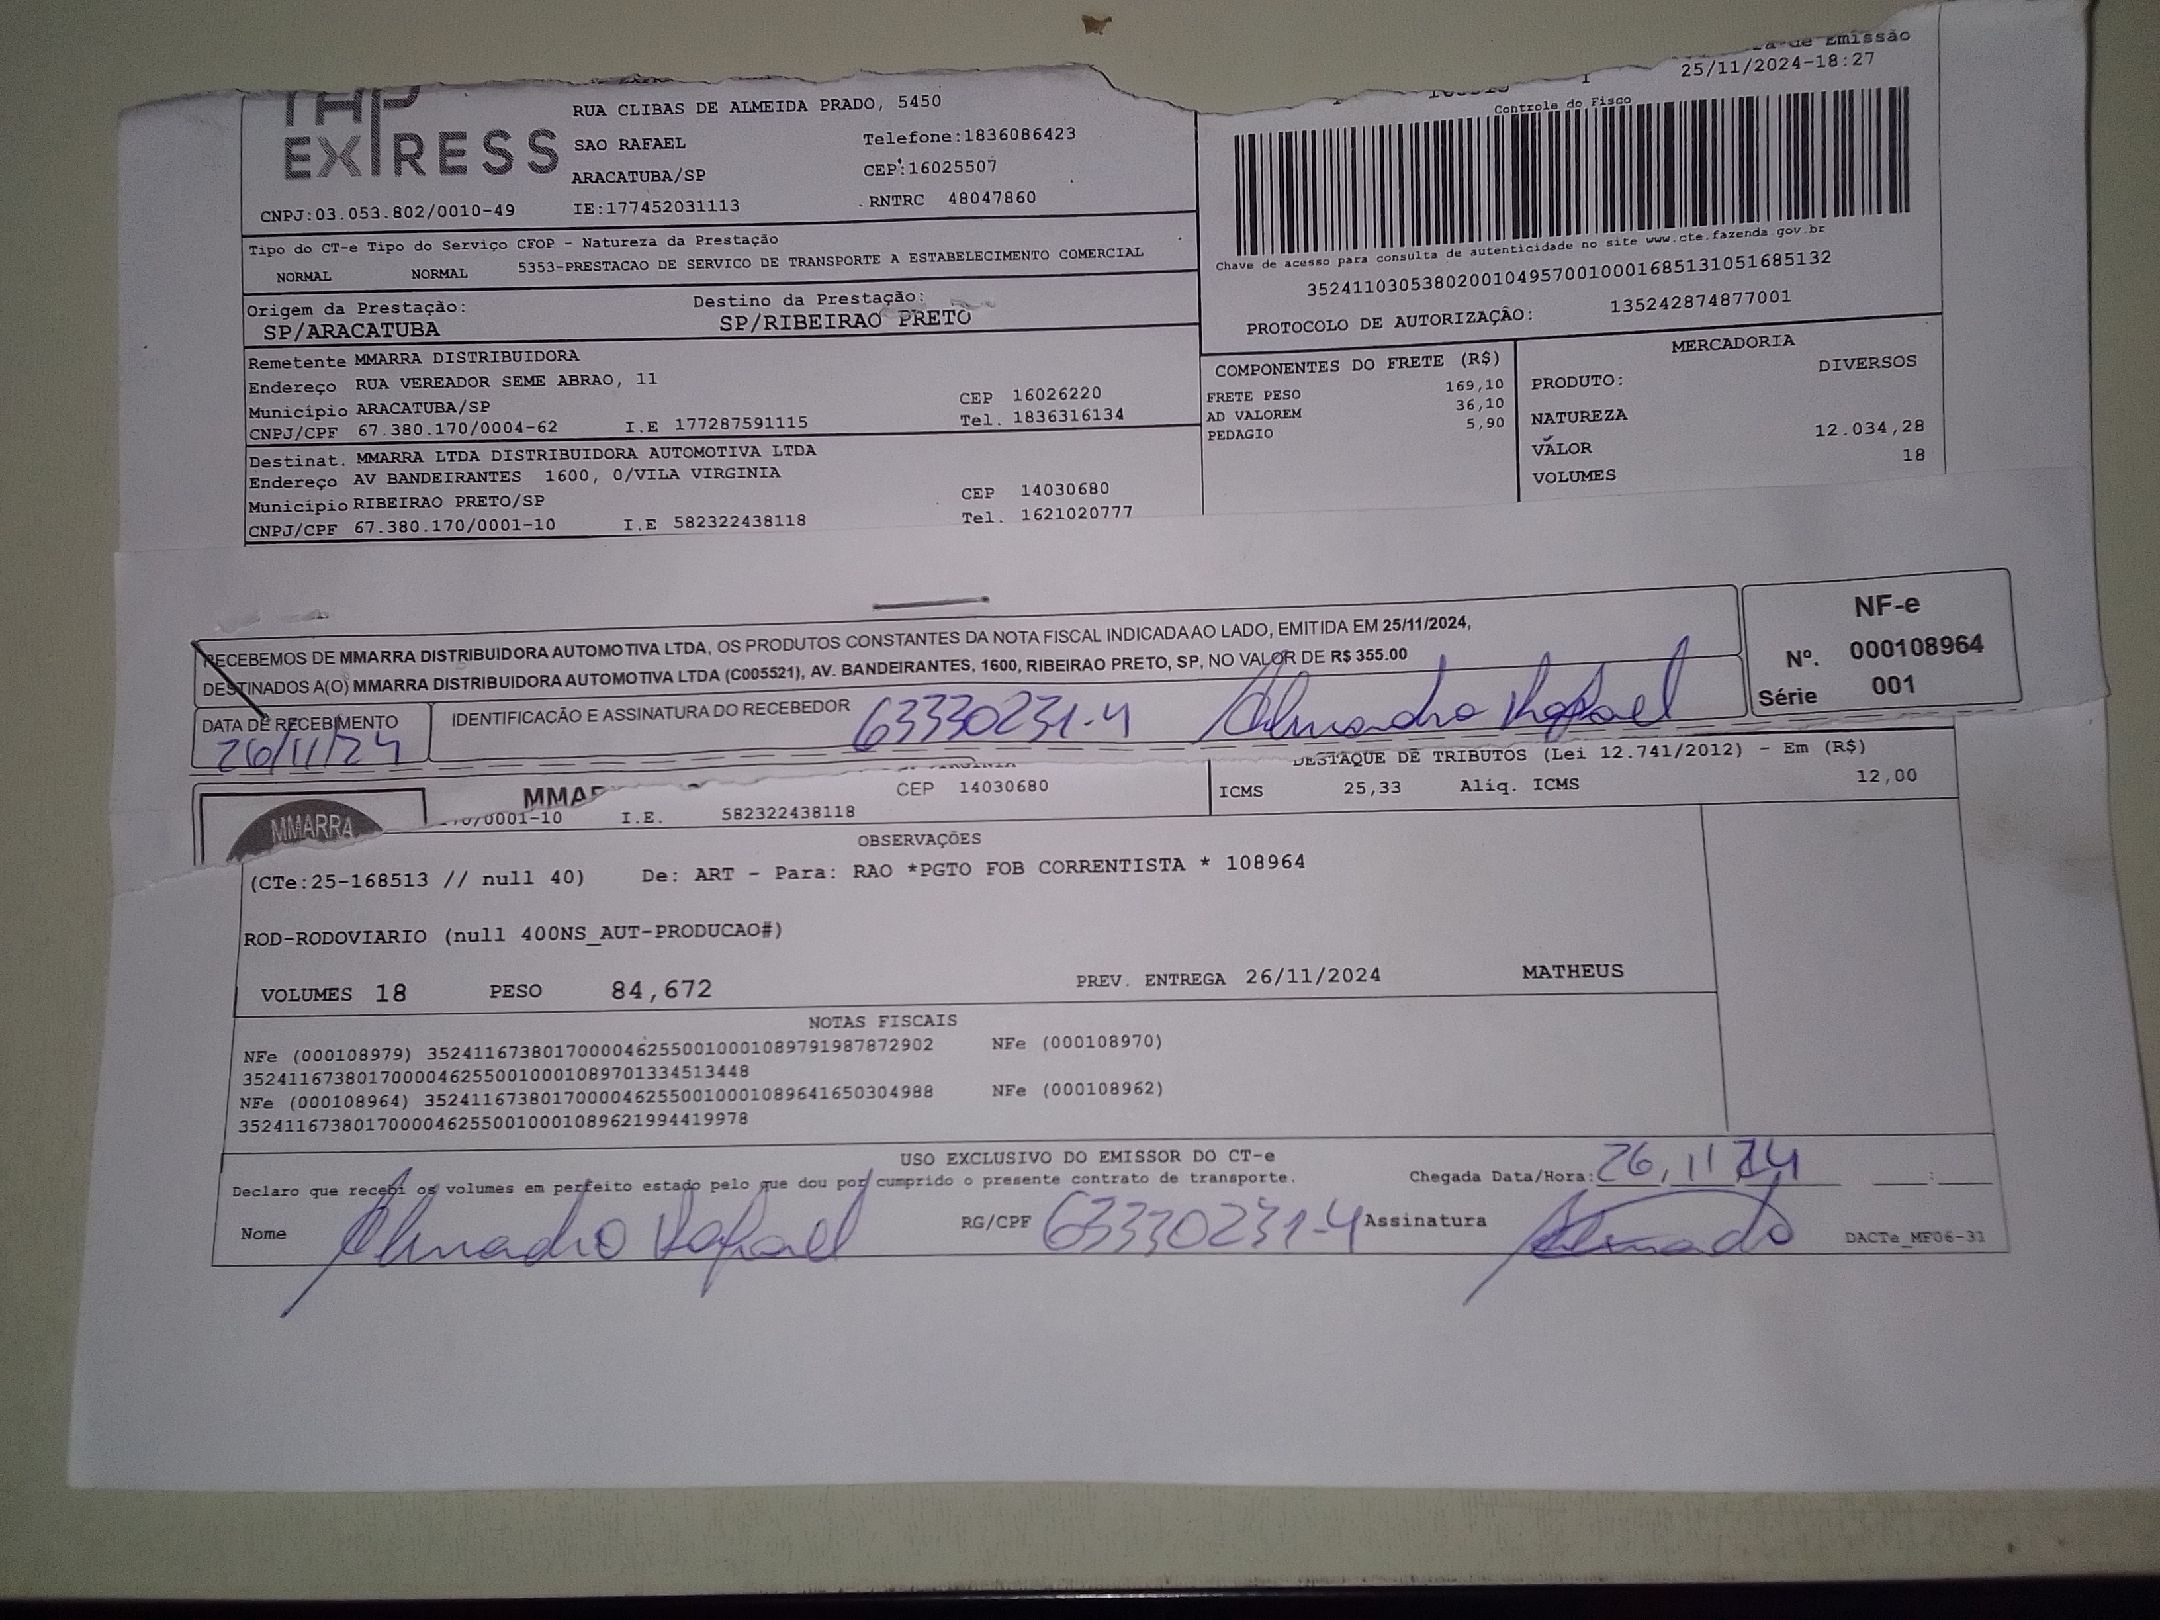 EXPRESS
RUA CLIBAS DE ALMEIDA PRADO, 5450
SAO RAFAEL Telefone:1836086423
ARACATUBA/SP CEP:16025507
CNPJ:03.053.802/0010-49 IE:177452031113 RNTRC 48047860
de Emissão
25/11/2024-18:27
Controle do Fisco
Chave de acesso para consulta de autenticidade no site www.cte.fazenda.gov.br
35241103053802001049570010001685131051685132
PROTOCOLO DE AUTORIZAÇÃO: 135242874877001
Tipo do CT-e Tipo do Serviço CFOP - Natureza da Prestação
NORMAL NORMAL 5353-PRESTACAO DE SERVICO DE TRANSPORTE A ESTABELECIMENTO COMERCIAL
Origem da Prestação: Destino da Prestação:
SP/ARACATUBA SP/RIBEIRAO PRETO
Remetente MMARRA DISTRIBUIDORA
Endereço RUA VEREADOR SEME ABRAO, 11
Município ARACATUBA/SP CEP 16026220
CNPJ/CPF 67.380.170/0004-62 I.E 177287591115 Tel. 1836316134
Destinat. MMARRA LTDA DISTRIBUIDORA AUTOMOTIVA LTDA
Endereço AV BANDEIRANTES 1600, 0/VILA VIRGINIA
Município RIBEIRAO PRETO/SP CEP 14030680
CNPJ/CPF 67.380.170/0001-10 I.E 582322438118 Tel. 1621020777
COMPONENTES DO FRETE (R$)
FRETE PESO 169,10
AD VALOREM 36,10
PEDAGIO 5,90
MERCADORIA
PRODUTO: DIVERSOS
NATUREZA
VALOR 12.034,28
VOLUMES 18
RECEBEMOS DE MMARRA DISTRIBUIDORA AUTOMOTIVA LTDA, OS PRODUTOS CONSTANTES DA NOTA FISCAL INDICADA AO LADO, EMITIDA EM 25/11/2024,
DESTINADOS A(O) MMARRA DISTRIBUIDORA AUTOMOTIVA LTDA (C005521), AV. BANDEIRANTES, 1600, RIBEIRAO PRETO, SP, NO VALOR DE R$ 355.00
NF-e
Nº. 000108964
Série 001
DATA DE RECEBIMENTO IDENTIFICACÃO E ASSINATURA DO RECEBEDOR 63330231-4
26/11/24
DESTAQUE DE TRIBUTOS (Lei 12.741/2012) - Em (R$)
ICMS 25,33 Aliq. ICMS 12,00
MMARRA
CEP 14030680
/0001-10 I.E. 582322438118
OBSERVAÇÕES
(CTe:25-168513 // null 40) De: ART - Para: RAO *PGTO FOB CORRENTISTA * 108964
ROD-RODOVIARIO (null 400NS_AUT-PRODUCAO#)
VOLUMES 18 PESO 84,672 PREV. ENTREGA 26/11/2024 MATHEUS
NOTAS FISCAIS
NFe (000108979) 35241167380170000462550010001089791987872902 NFe (000108970)
35241167380170000462550010001089701334513448
NFe (000108964) 35241167380170000462550010001089641650304988 NFe (000108962)
35241167380170000462550010001089621994419978
USO EXCLUSIVO DO EMISSOR DO CT-e
Declaro que recebi os volumes em perfeito estado pelo que dou por cumprido o presente contrato de transporte. Chegada Data/Hora: 26, 11 24
Nome RG/CPF 63330231-4 Assinatura
DACTe_MF06-31